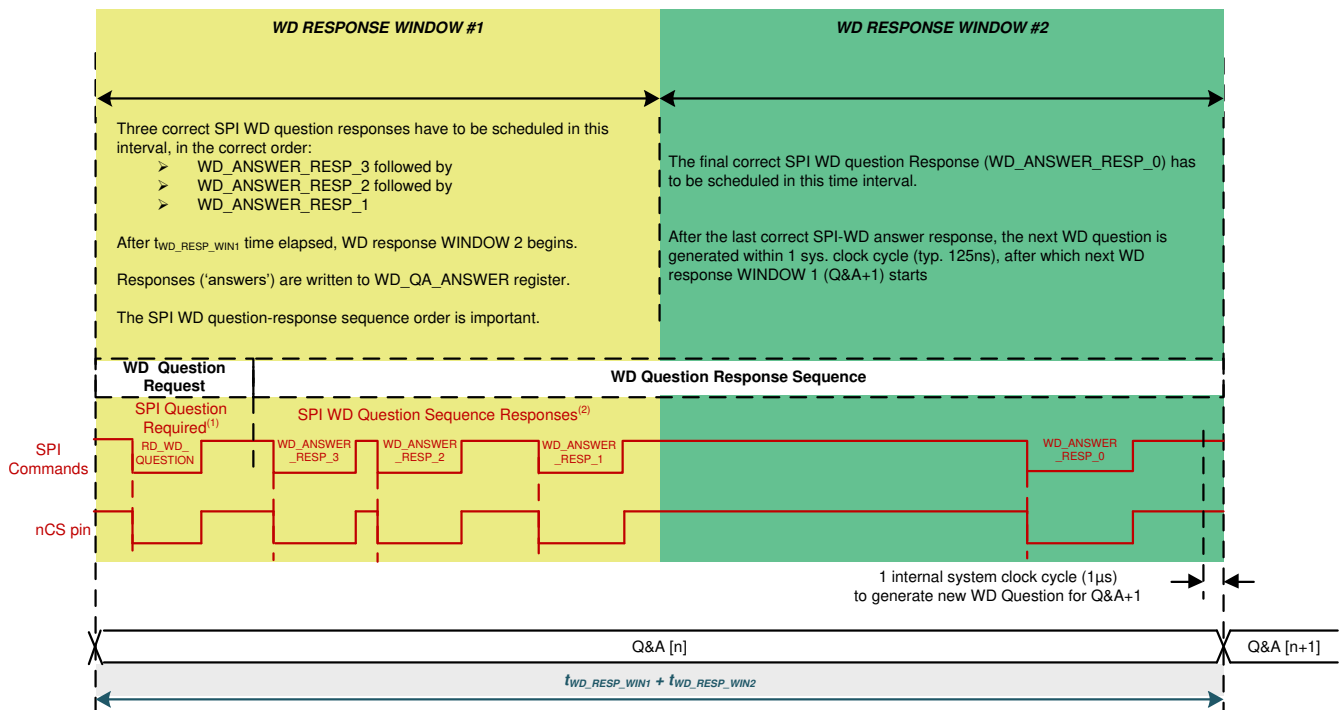 WD RESPONSE WINDOW #1
WD RESPONSE WINDOW #2
Three correct SPI WD question responses have to be scheduled in this
interval, in the correct order:
➢ WD_ANSWER_RESP_3 followed by
➢ WD_ANSWER_RESP_2 followed by
➢ WD_ANSWER_RESP_1
After tWD_RESP_WIN1 time elapsed, WD response WINDOW 2 begins.
Responses (‘answers’) are written to WD_QA_ANSWER register.
The SPI WD question-response sequence order is important.
The final correct SPI WD question Response (WD_ANSWER_RESP_0) has
to be scheduled in this time interval.
After the last correct SPI-WD answer response, the next WD question is
generated within 1 sys. clock cycle (typ. 125ns), after which next WD
response WINDOW 1 (Q&A+1) starts
WD Question
Request
WD Question Response Sequence
SPI Question
Required(1)
SPI WD Question Sequence Responses(2)
SPI
Commands
RD_WD_
QUESTION
WD_ANSWER
_RESP_3
WD_ANSWER
_RESP_2
WD_ANSWER
_RESP_1
WD_ANSWER
_RESP_0
nCS pin
1 internal system clock cycle (1µs)
to generate new WD Question for Q&A+1
Q&A [n]
Q&A [n+1]
tWD_RESP_WIN1 + tWD_RESP_WIN2